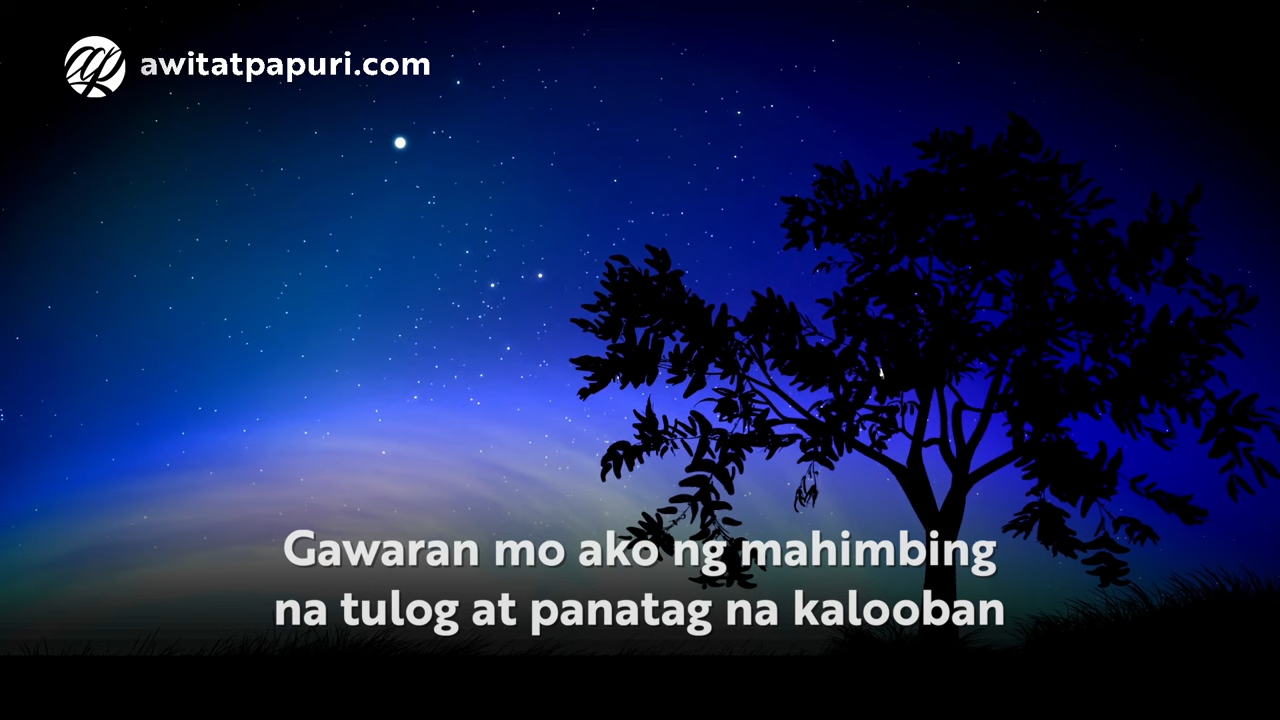 awitatpapuri.com
Gawaran mo ako ng mahimbing
na tulog at panatag na kalooban